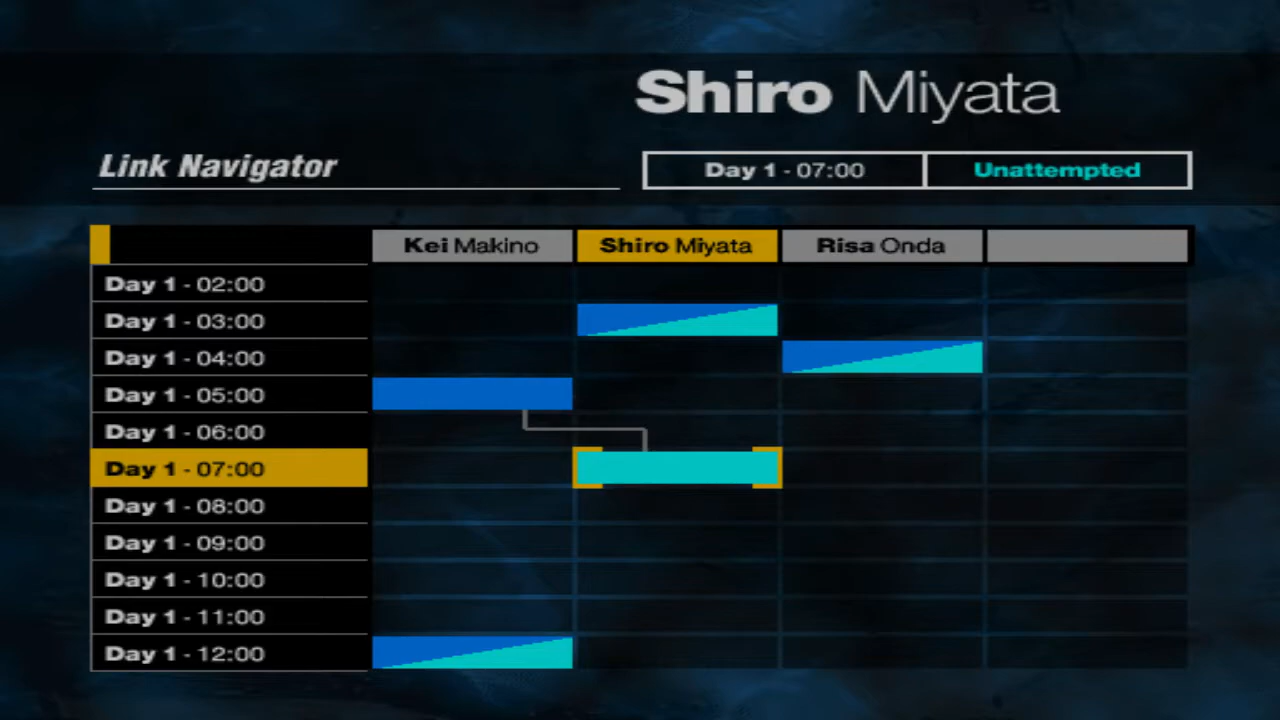 Shiro Miyata
Link Navigator
Day 1 - 07:00 Unattempted
Kei Makino Shiro Miyata Risa Onda
Day 1 - 02:00
Day 1 - 03:00
Day 1 - 04:00
Day 1 - 05:00
Day 1 - 06:00
Day 1 - 07:00
Day 1 - 08:00
Day 1 - 09:00
Day 1 - 10:00
Day 1 - 11:00
Day 1 - 12:00